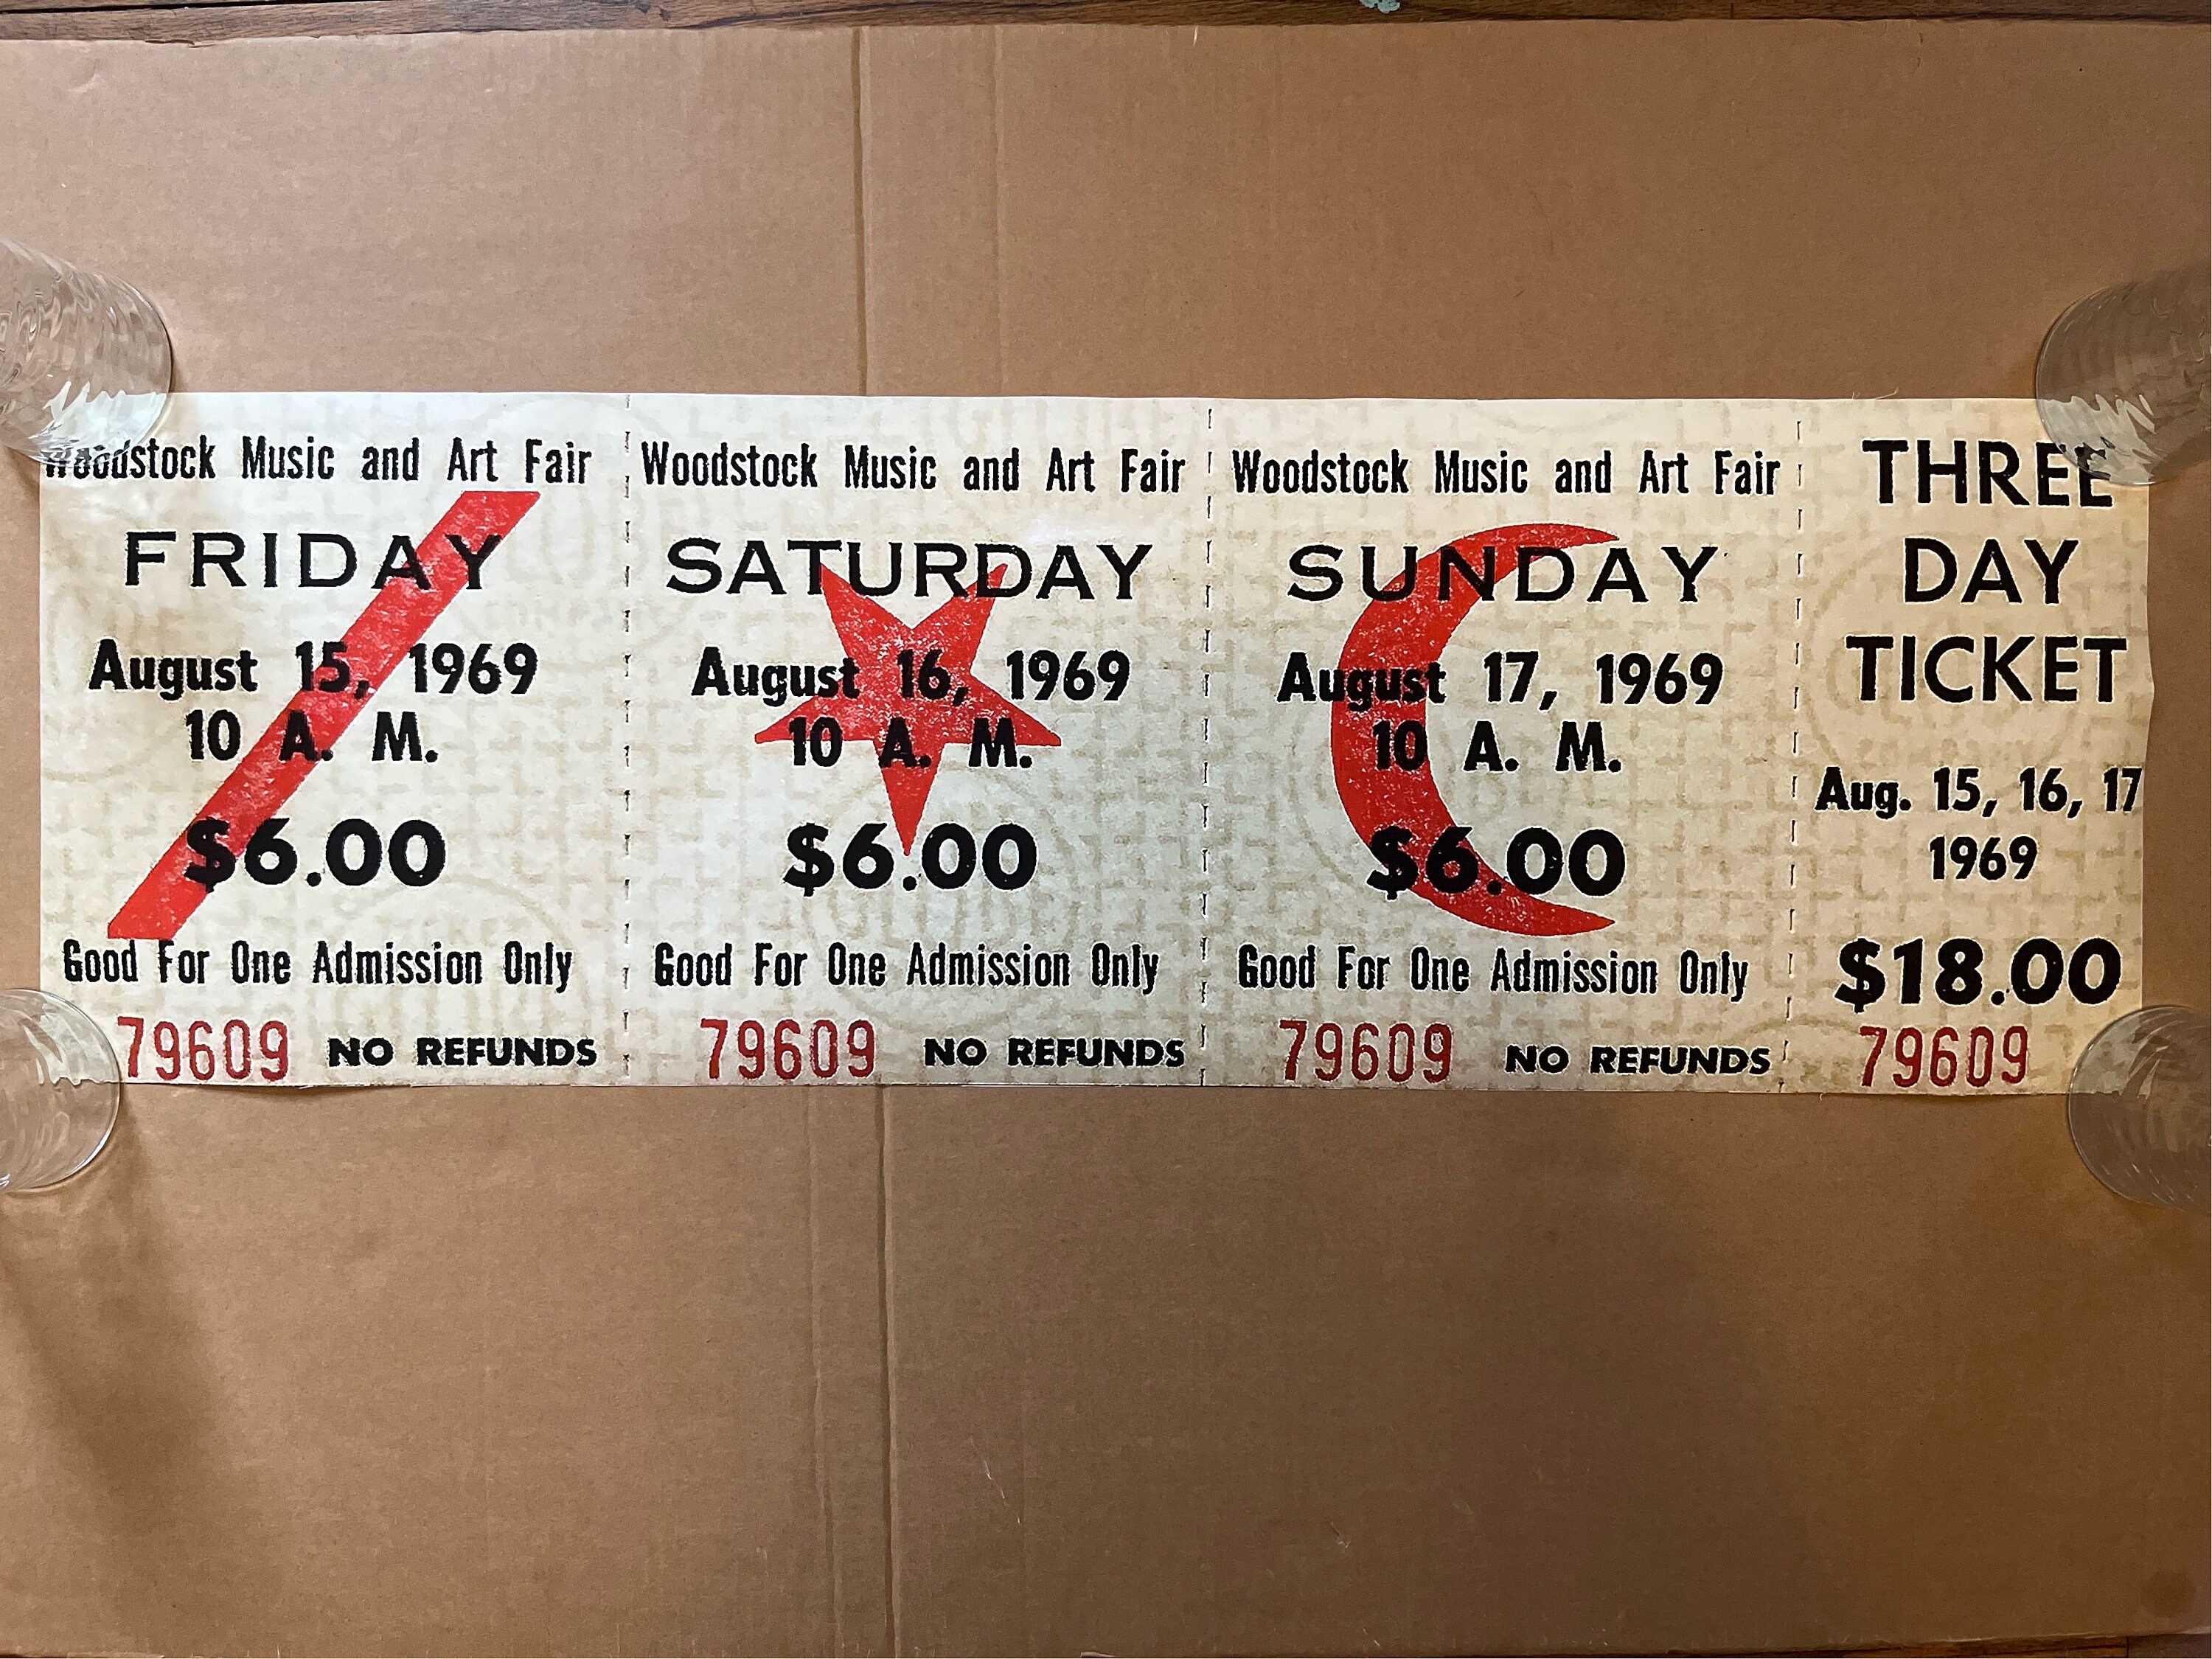 Woodstock Music and Art Fair
FRIDAY
August 15, 1969
10 A. M.
$6.00
Good For One Admission Only
79609 NO REFUNDS
Woodstock Music and Art Fair
SATURDAY
August 16, 1969
10 A. M.
$6.00
Good For One Admission Only
79609 NO REFUNDS
Woodstock Music and Art Fair
SUNDAY
August 17, 1969
10 A. M.
$6.00
Good For One Admission Only
79609 NO REFUNDS
THREE
DAY
TICKET
Aug. 15, 16, 17
1969
$18.00
79609